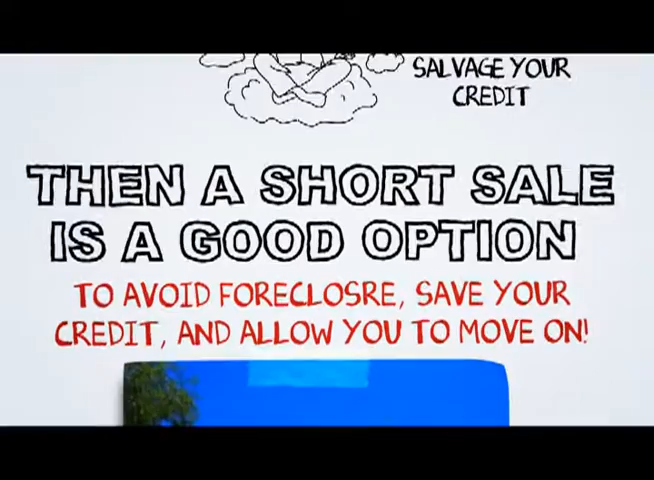 SALVAGE YOUR
CREDIT
THEN A SHORT SALE
IS A GOOD OPTION
TO AVOID FORECLOSRE, SAVE YOUR
CREDIT, AND ALLOW YOU TO MOVE ON!